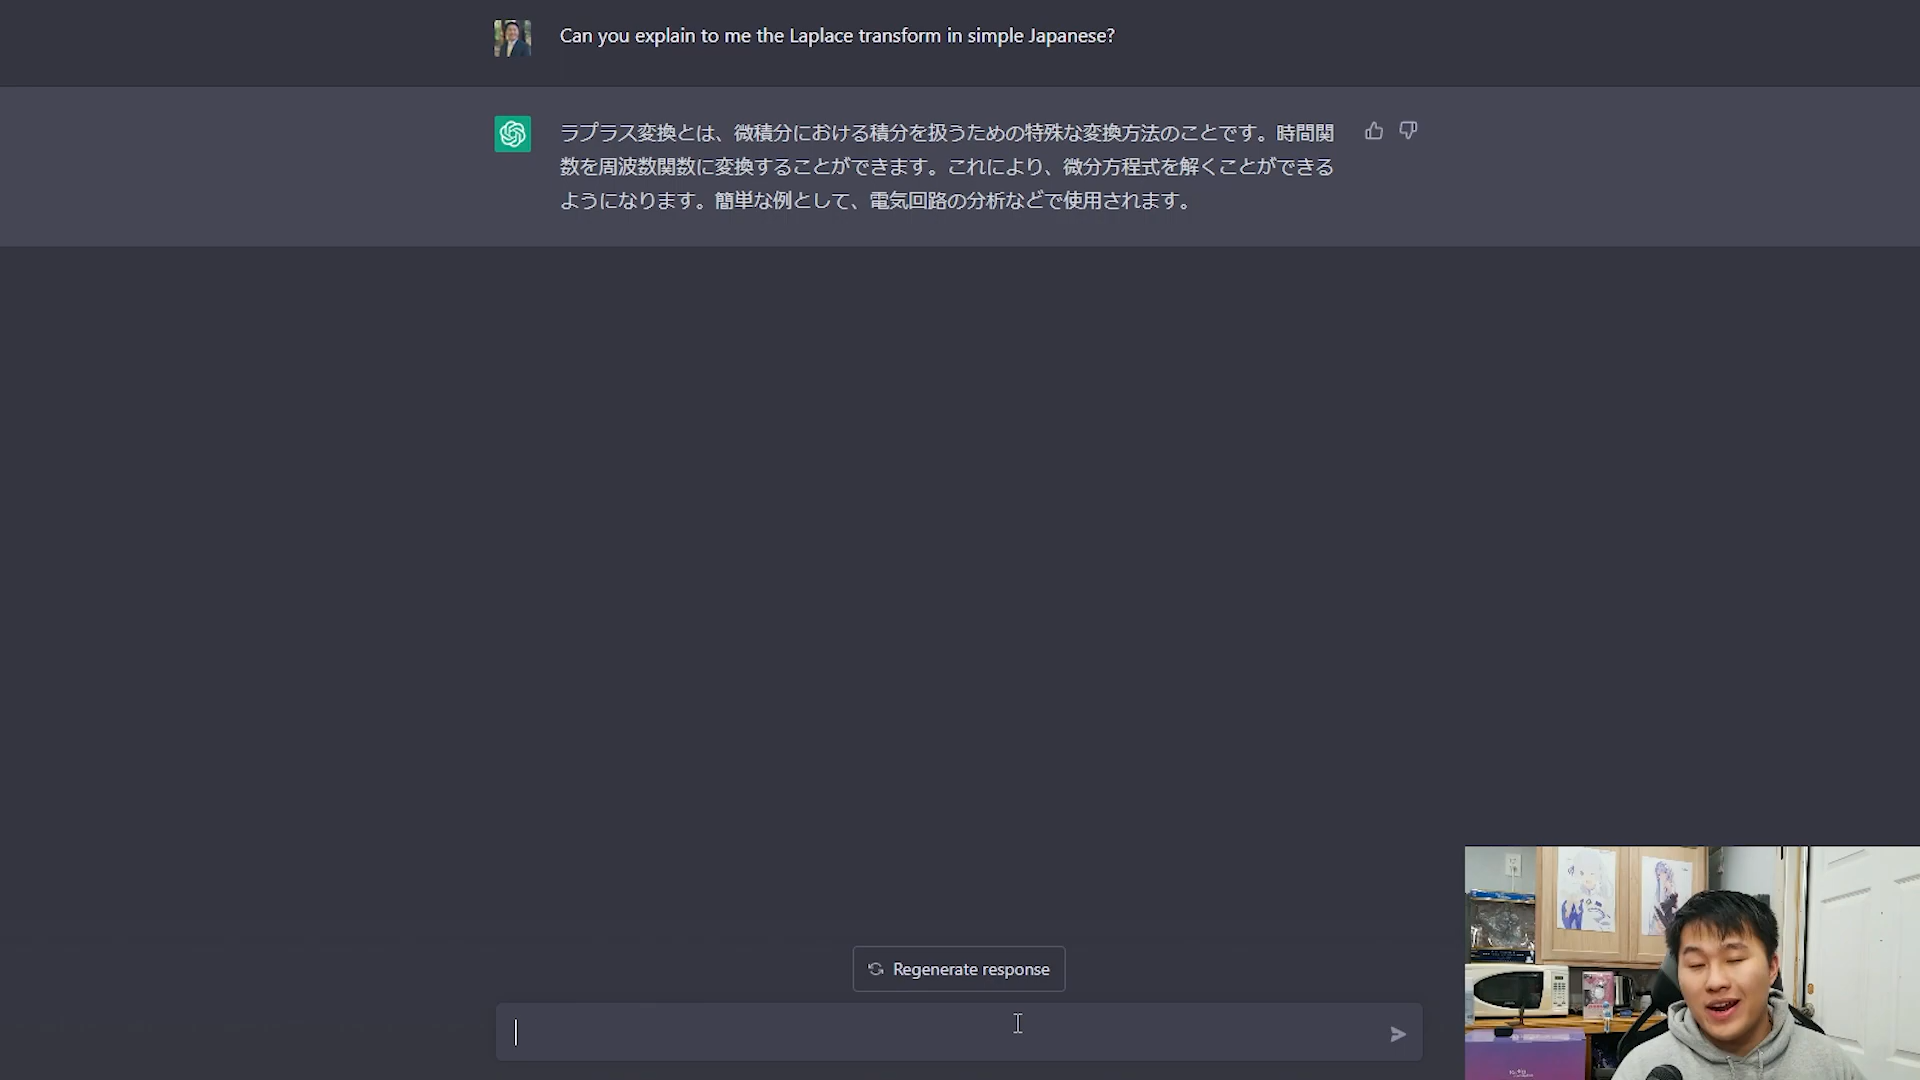 Can you explain to me the Laplace transform in simple Japanese?
ラプラス変換とは、微積分における積分を扱うための特殊な変換方法のことです。時間関
数を周波数関数に変換することができます。これにより、微分方程式を解くことができる
ようになります。簡単な例として、電気回路の分析などで使用されます。
Regenerate response